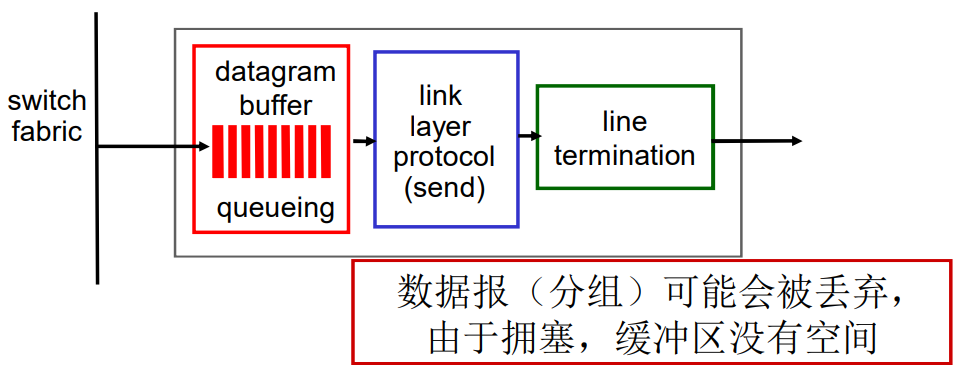 switch
fabric
datagram
buffer
queueing
link
layer
protocol
(send)
line
termination
数据报（分组）可能会被丢弃，
由于拥塞，缓冲区没有空间